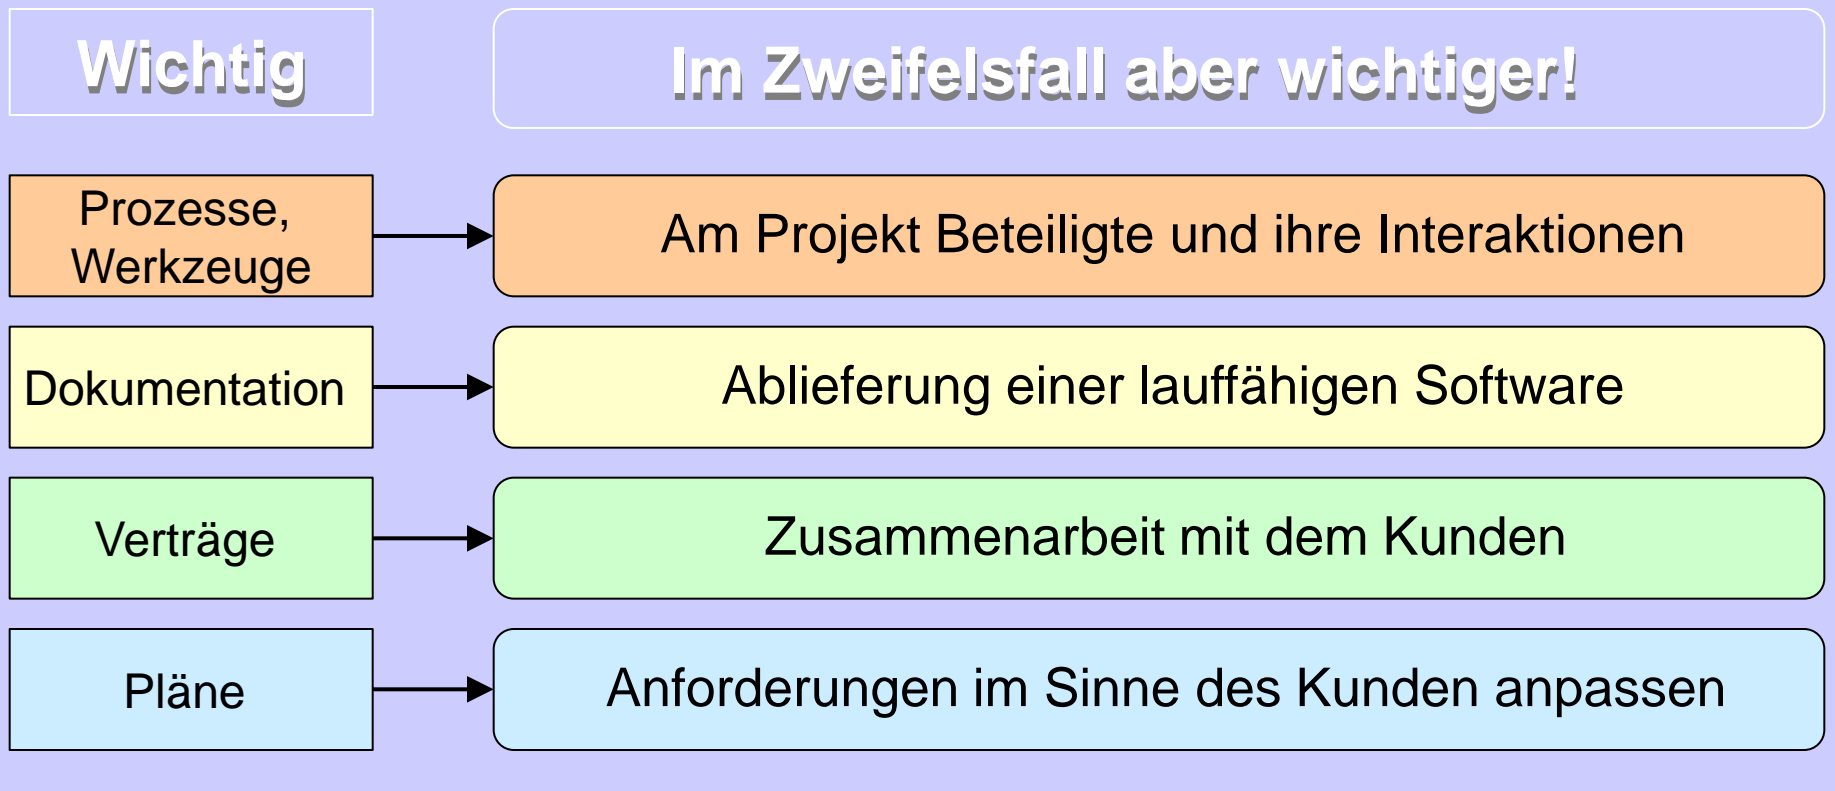 Wichtig
Im Zweifelsfall aber wichtiger!
Prozesse,
Werkzeuge
Am Projekt Beteiligte und ihre Interaktionen
Dokumentation
Ablieferung einer lauffähigen Software
Verträge
Zusammenarbeit mit dem Kunden
Pläne
Anforderungen im Sinne des Kunden anpassen